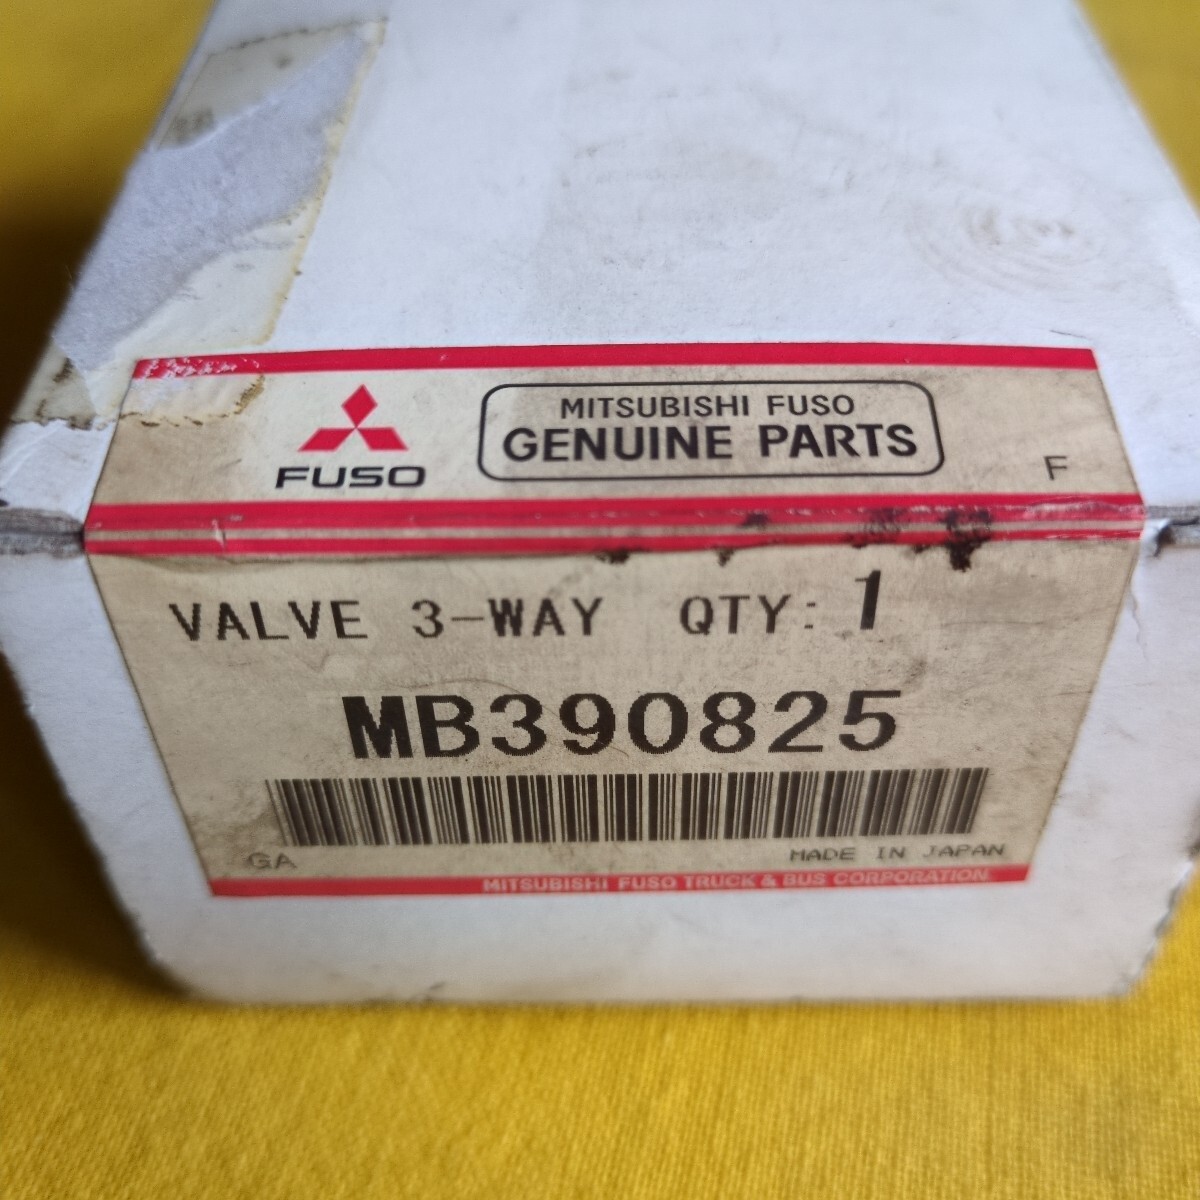 FUSO
MITSUBISHI FUSO
GENUINE PARTS
F
VALVE 3-WAY QTY: 1
MB390825
GA
MADE IN JAPAN
MITSUBISHI FUSO TRUCK & BUS CORPORATION.